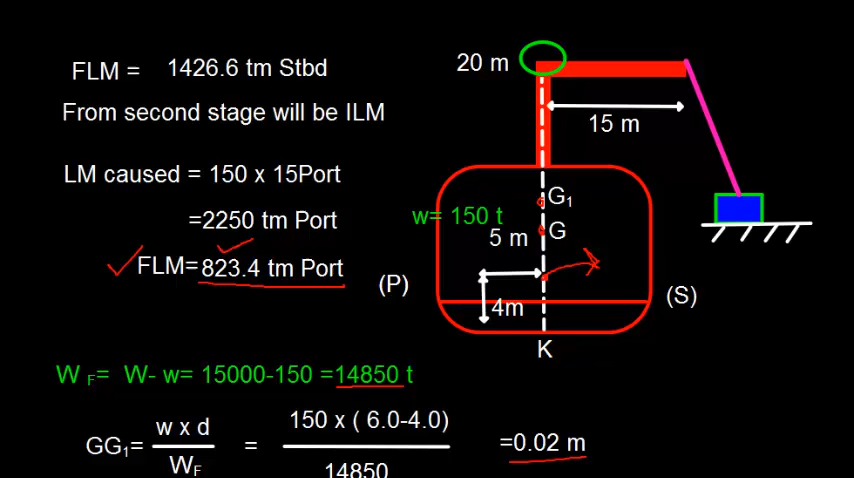 FLM = 1426.6 tm Stbd
From second stage will be ILM
LM caused = 150 x 15Port
=2250 tm Port
FLM= 823.4 tm Port
20 m
15 m
G₁
w= 150 t
5 m
G
(P)
4m
(S)
K
W F= W- w= 15000-150 =14850 t
GG₁= w x d / W F = 150 x ( 6.0-4.0) / 14850 =0.02 m